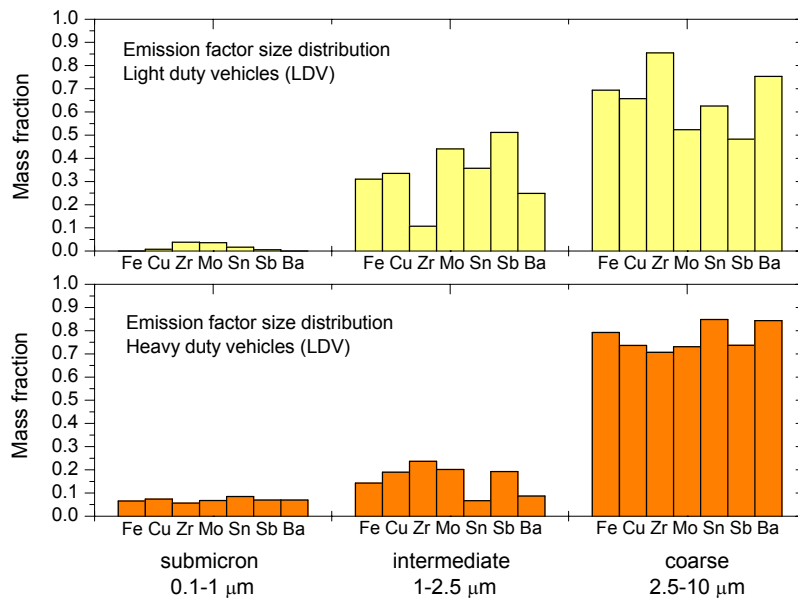 1.0
0.9
0.8
0.7
0.6
0.5
0.4
0.3
0.2
0.1
0.0
Mass fraction
Emission factor size distribution
Light duty vehicles (LDV)
Fe Cu Zr Mo Sn Sb Ba
Fe Cu Zr Mo Sn Sb Ba
Fe Cu Zr Mo Sn Sb Ba
1.0
0.9
0.8
0.7
0.6
0.5
0.4
0.3
0.2
0.1
0.0
Mass fraction
Emission factor size distribution
Heavy duty vehicles (LDV)
Fe Cu Zr Mo Sn Sb Ba
Fe Cu Zr Mo Sn Sb Ba
Fe Cu Zr Mo Sn Sb Ba
submicron
0.1-1 μm
intermediate
1-2.5 μm
coarse
2.5-10 μm